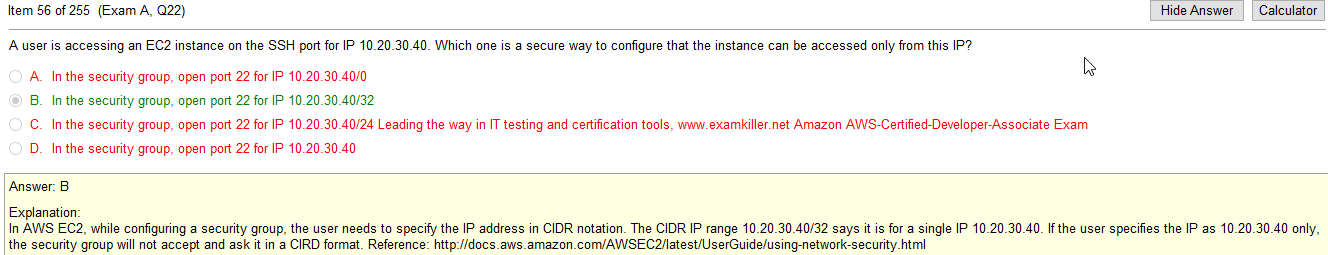 Item 56 of 255 (Exam A, Q22)
Hide Answer
Calculator
A user is accessing an EC2 instance on the SSH port for IP 10.20.30.40. Which one is a secure way to configure that the instance can be accessed only from this IP?
A. In the security group, open port 22 for IP 10.20.30.40/0
B. In the security group, open port 22 for IP 10.20.30.40/32
C. In the security group, open port 22 for IP 10.20.30.40/24 Leading the way in IT testing and certification tools, www.examkiller.net Amazon AWS-Certified-Developer-Associate Exam
D. In the security group, open port 22 for IP 10.20.30.40
Answer: B
Explanation:
In AWS EC2, while configuring a security group, the user needs to specify the IP address in CIDR notation. The CIDR IP range 10.20.30.40/32 says it is for a single IP 10.20.30.40. If the user specifies the IP as 10.20.30.40 only,
the security group will not accept and ask it in a CIRD format. Reference: http://docs.aws.amazon.com/AWSEC2/latest/UserGuide/using-network-security.html